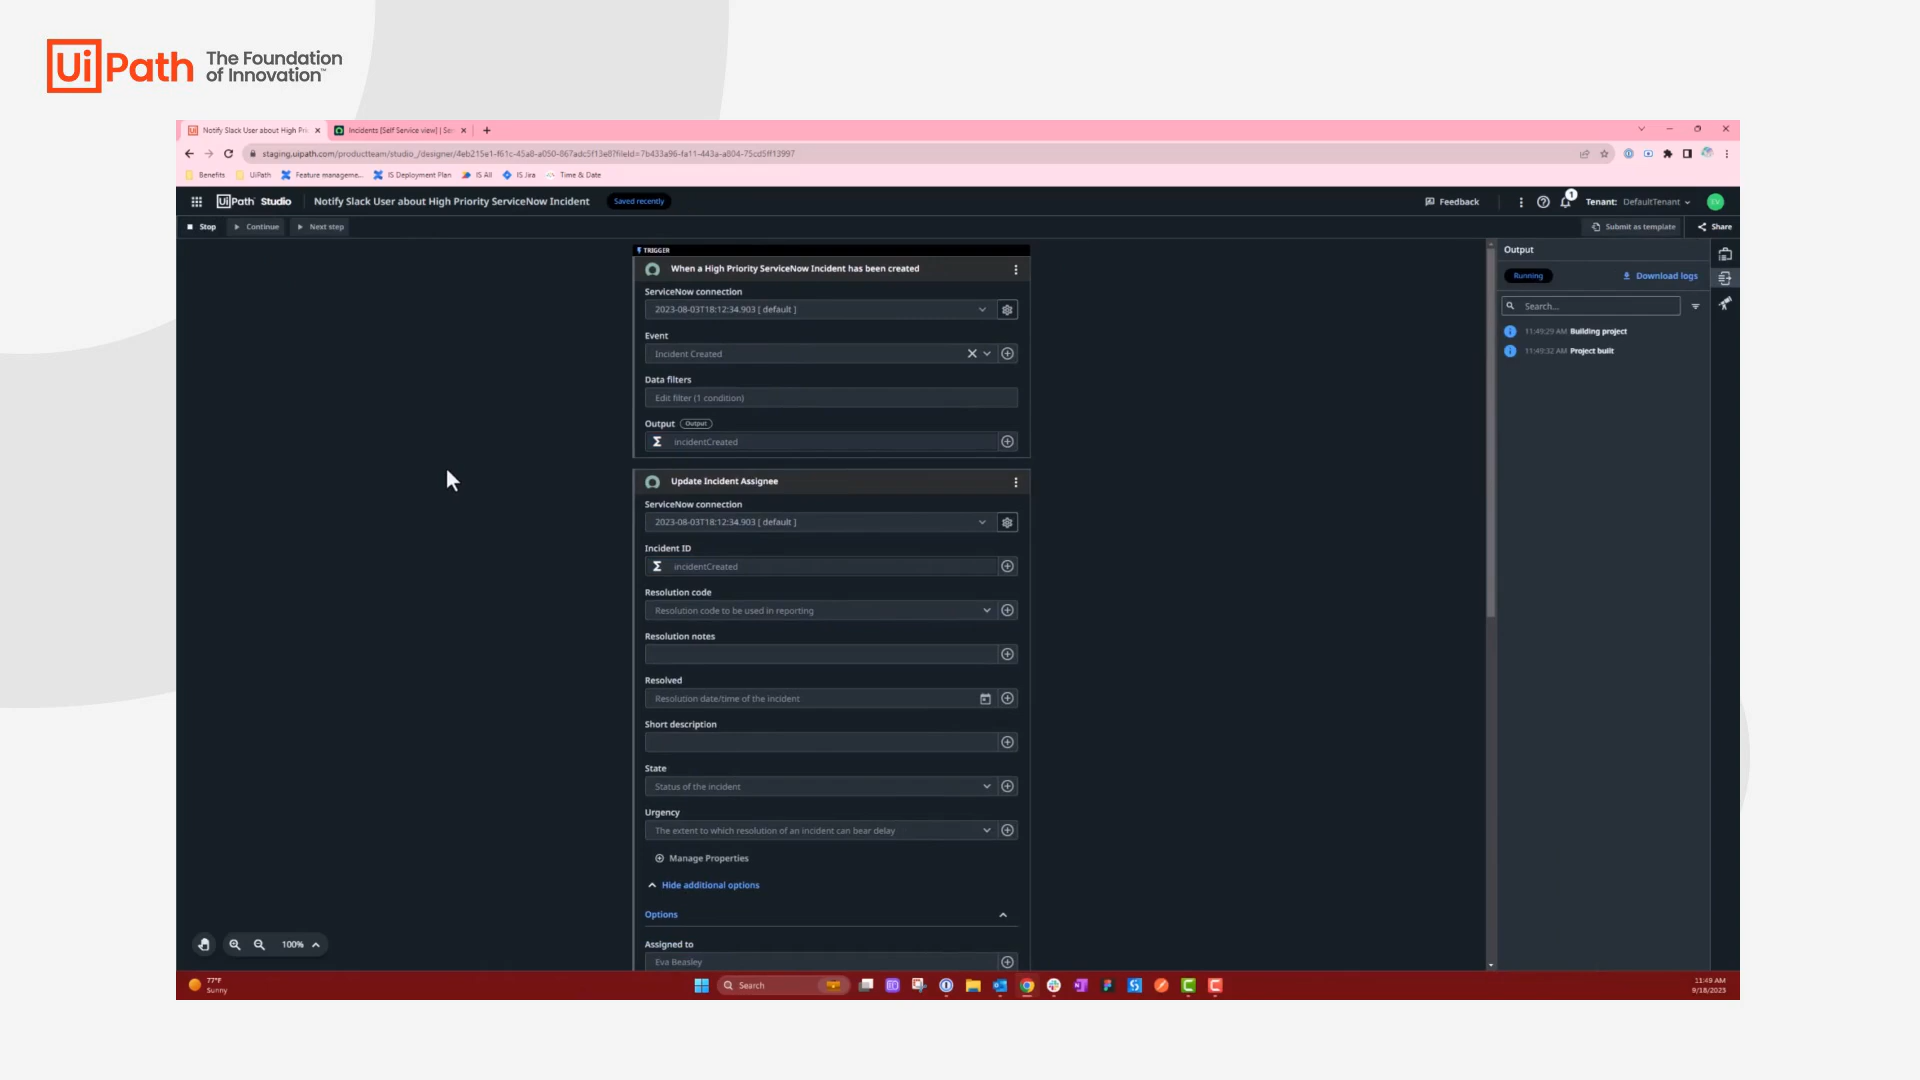 UiPath The Foundation of Innovation™
Notify Slack User about High Pri
Incidents [Self Service view] | Se
staging.uipath.com/productteam/studio_/designer/4eb215e1-f61c-45a8-a050-867adc5f13e8?fileId=7b433a96-fa11-443a-a804-75cd5ff13997
Benefits UiPath Feature manageme... IS Deployment Plan IS All IS Jira Time & Date
UiPath Studio Notify Slack User about High Priority ServiceNow Incident Saved recently Feedback 1 Tenant: DefaultTenant EV
Stop Continue Next step Submit as template Share
TRIGGER
When a High Priority ServiceNow Incident has been created
ServiceNow connection
2023-08-03T18:12:34.903 [ default ]
Event
Incident Created
Data filters
Edit filter (1 condition)
Output Output
incidentCreated
Update Incident Assignee
ServiceNow connection
2023-08-03T18:12:34.903 [ default ]
Incident ID
incidentCreated
Resolution code
Resolution code to be used in reporting
Resolution notes
Resolved
Resolution date/time of the incident
Short description
State
Status of the incident
Urgency
The extent to which resolution of an incident can bear delay
Manage Properties
Hide additional options
Options
Assigned to
Eva Beasley
Output
Running Download logs
Search...
11:49:29 AM Building project
11:49:32 AM Project built
100%
77°F
Sunny
Search
11:49 AM
9/18/2023